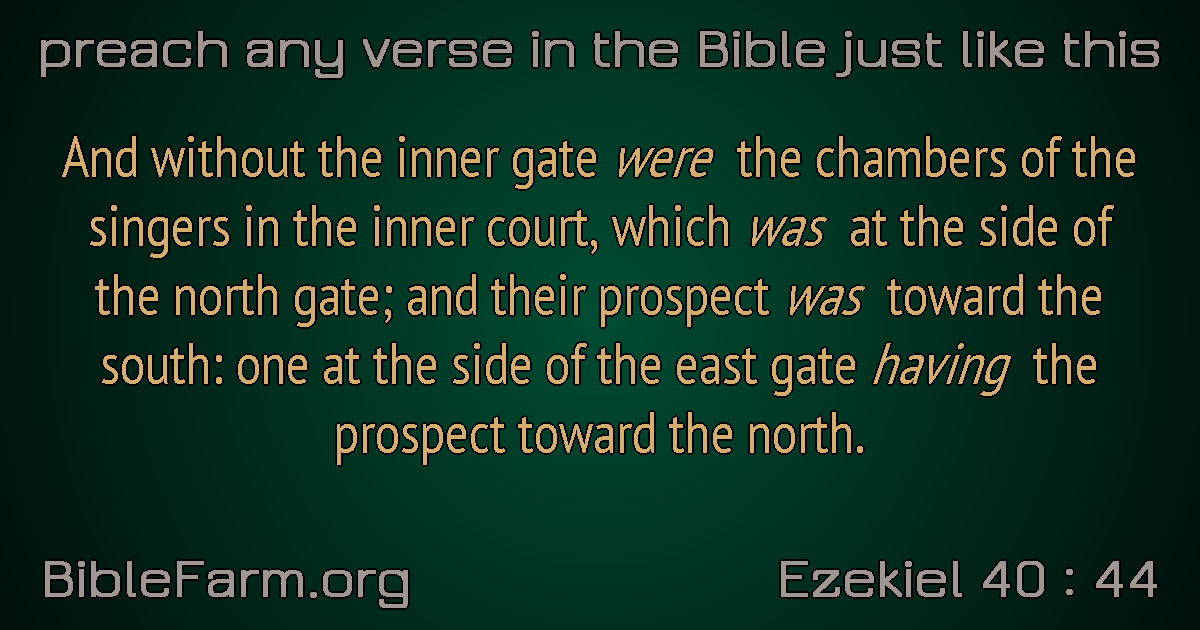 preach any verse in the Bible just like this
And without the inner gate were the chambers of the
singers in the inner court, which was at the side of
the north gate; and their prospect was toward the
south: one at the side of the east gate having the
prospect toward the north.
BibleFarm.org
Ezekiel 40 : 44